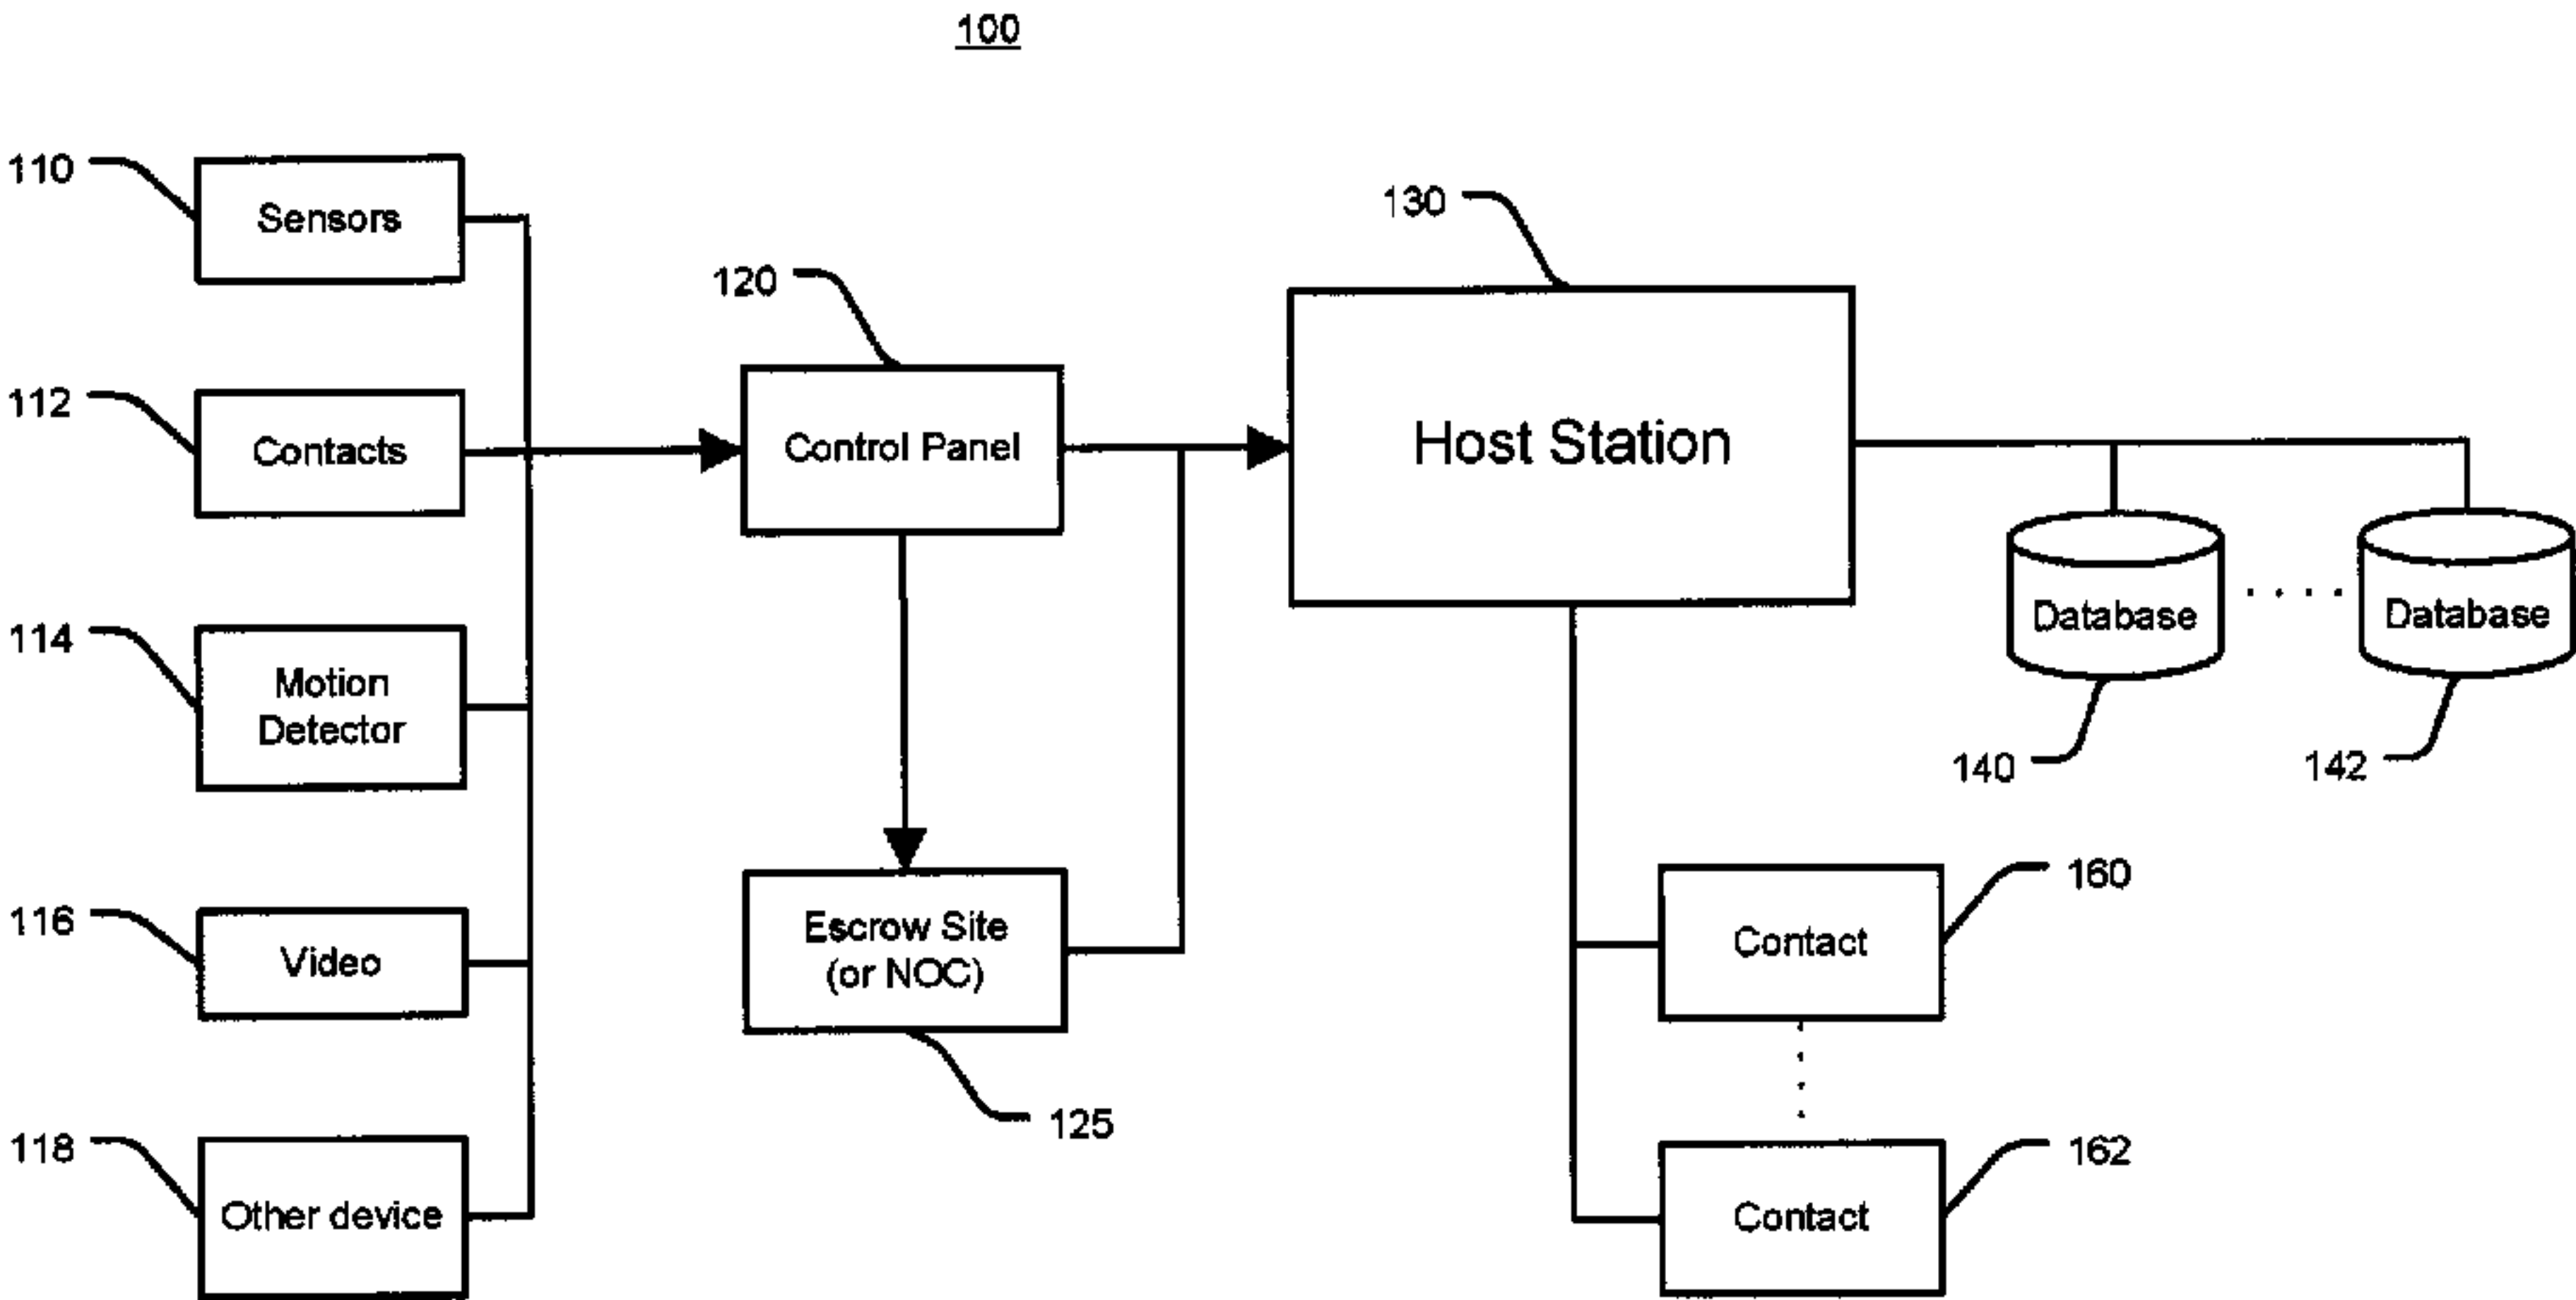 100
110
Sensors
112
Contacts
114
Motion
Detector
116
Video
118
Other device
120
Control Panel
Escrow Site
(or NOC)
125
130
Host Station
Database
140
Database
142
Contact
160
Contact
162